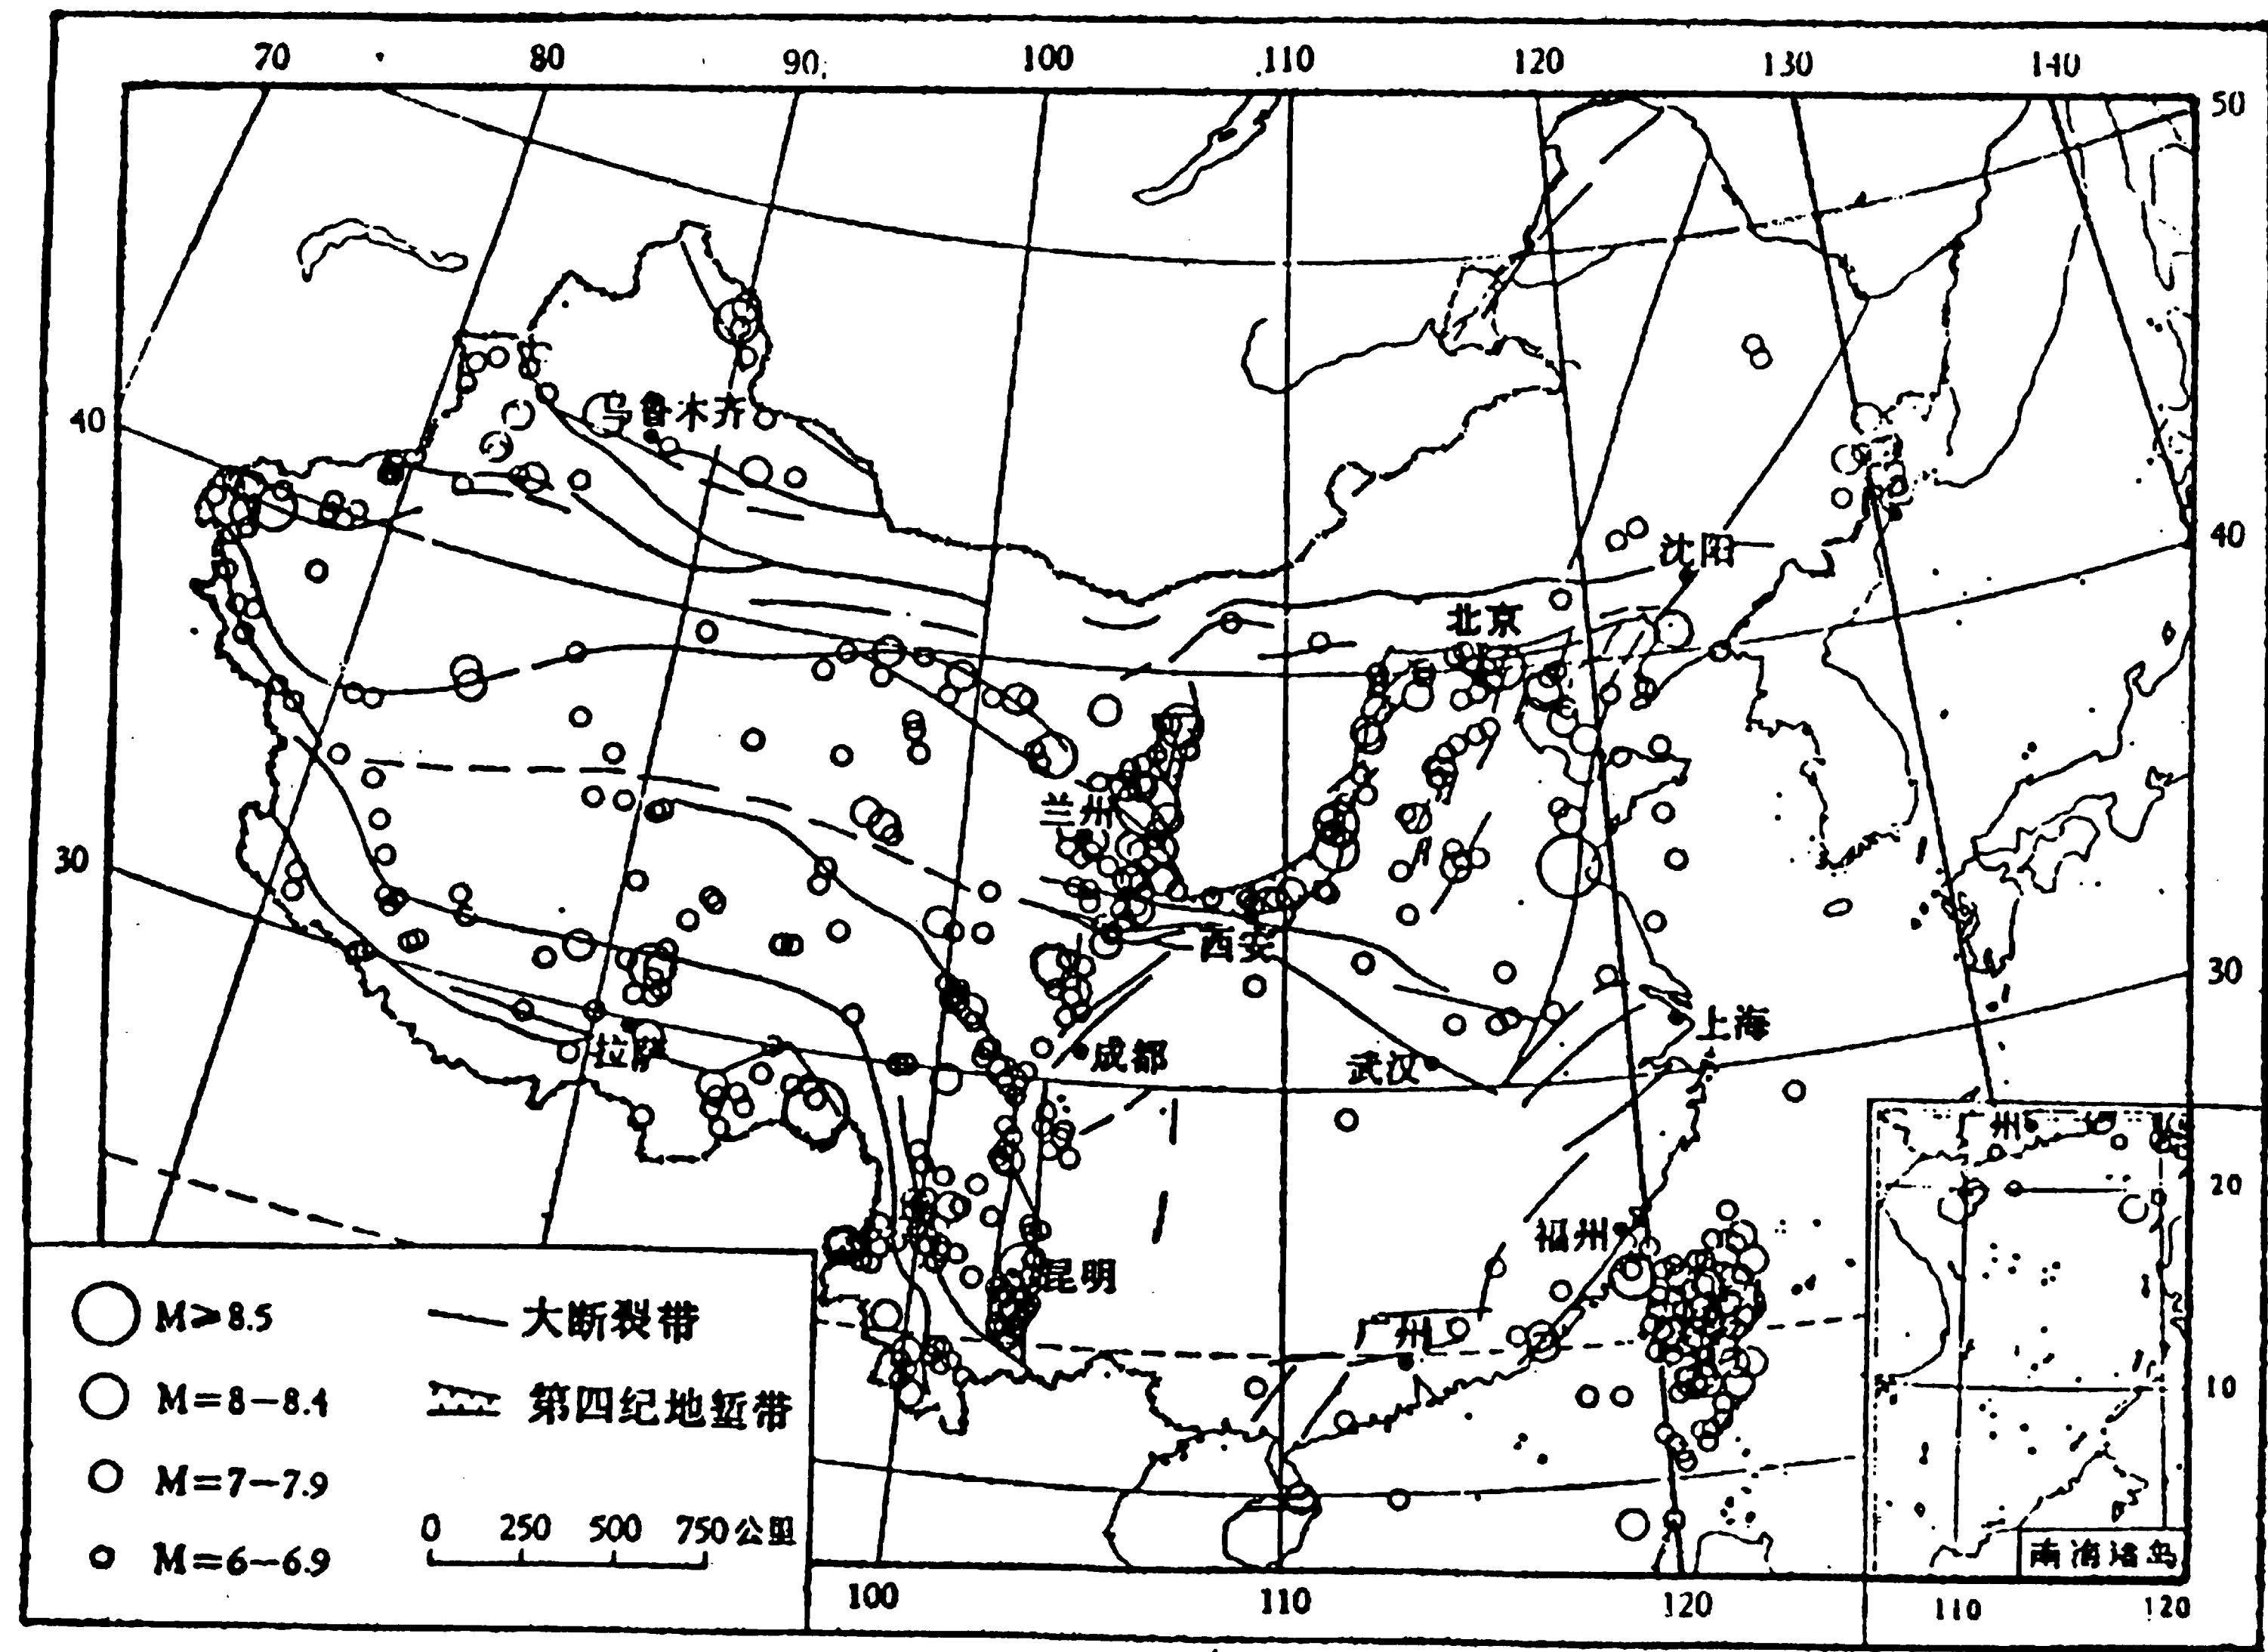 70 80 90 100 110 120 130 140
50
40
40
30
30
20
10
乌鲁木齐
沈阳
北京
兰州
西安
拉萨
成都
武汉
上海
昆明
福州
广州
州
M⩾8.5
M=8-8.4
M=7-7.9
M=6-6.9
大断裂带
第四纪地堑带
0 250 500 750公里
南海诸岛
100 110 120
110 120